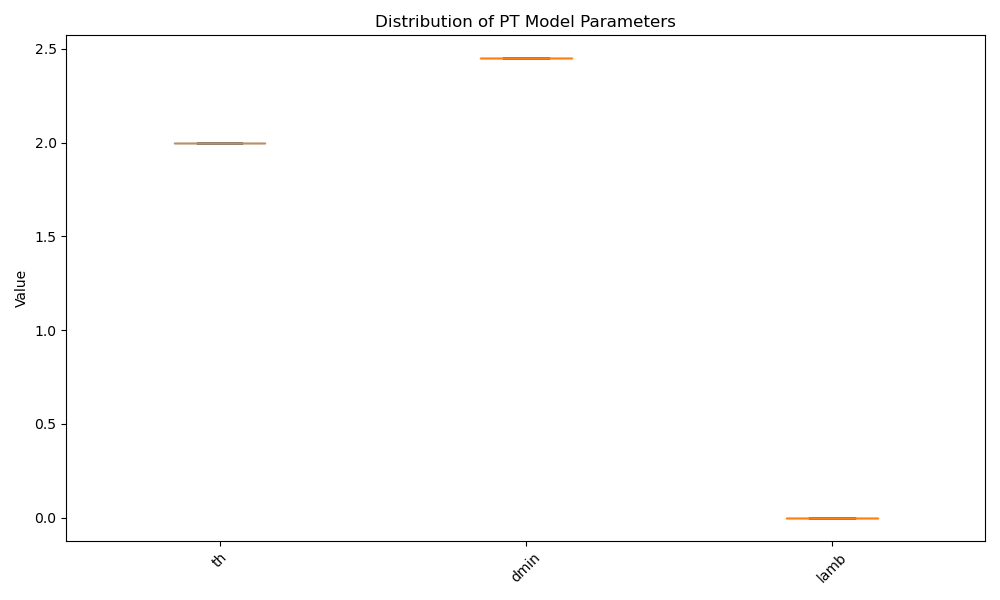 Distribution of PT Model Parameters
2.5
2.0
1.5
1.0
0.5
0.0
Value
th
dmin
lamb